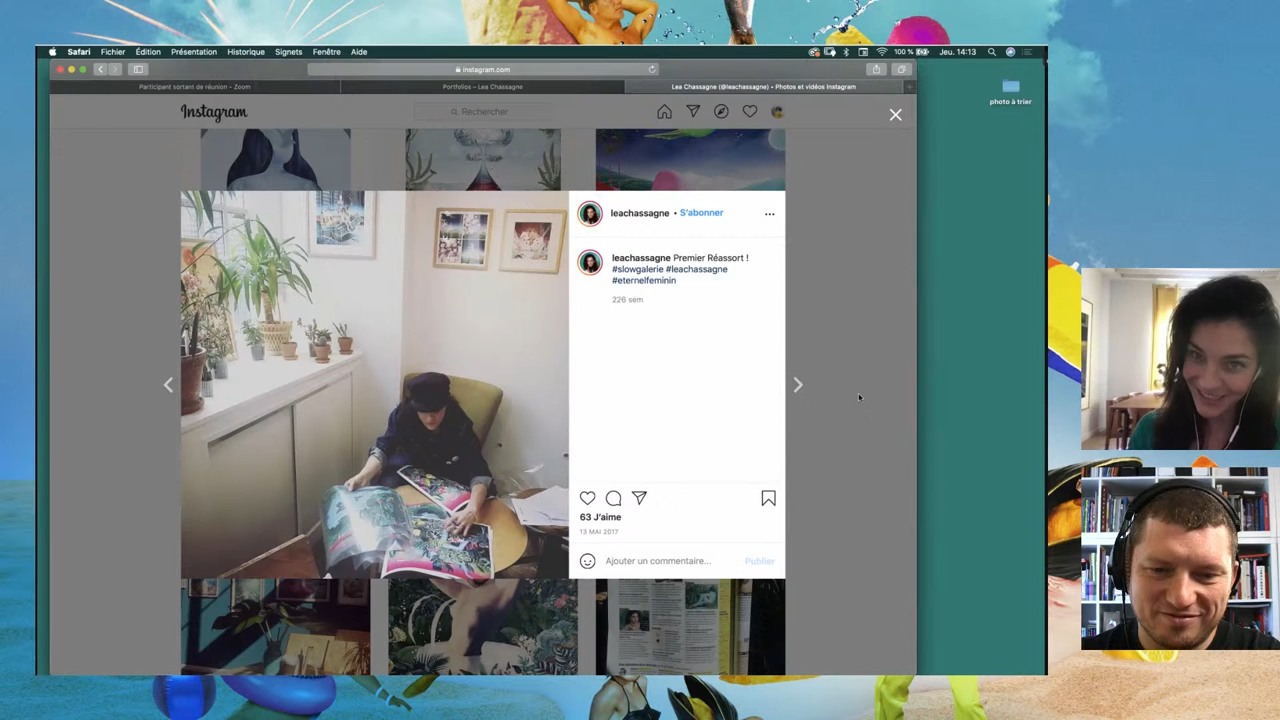 Safari Fichier Édition Présentation Historique Signets Fenêtre Aide
100 % Jeu. 14:13
instagram.com
Participant sortant de réunion - Zoom
Portfolios – Lea Chassagne
Lea Chassagne (@leachassagne) • Photos et vidéos Instagram
photo à trier
Instagram
Rechercher
leachassagne • S'abonner
leachassagne Premier Réassort !
#slowgalerie #leachassagne
#eternelfeminin
226 sem
63 J'aime
13 MAI 2017
Ajouter un commentaire... Publier